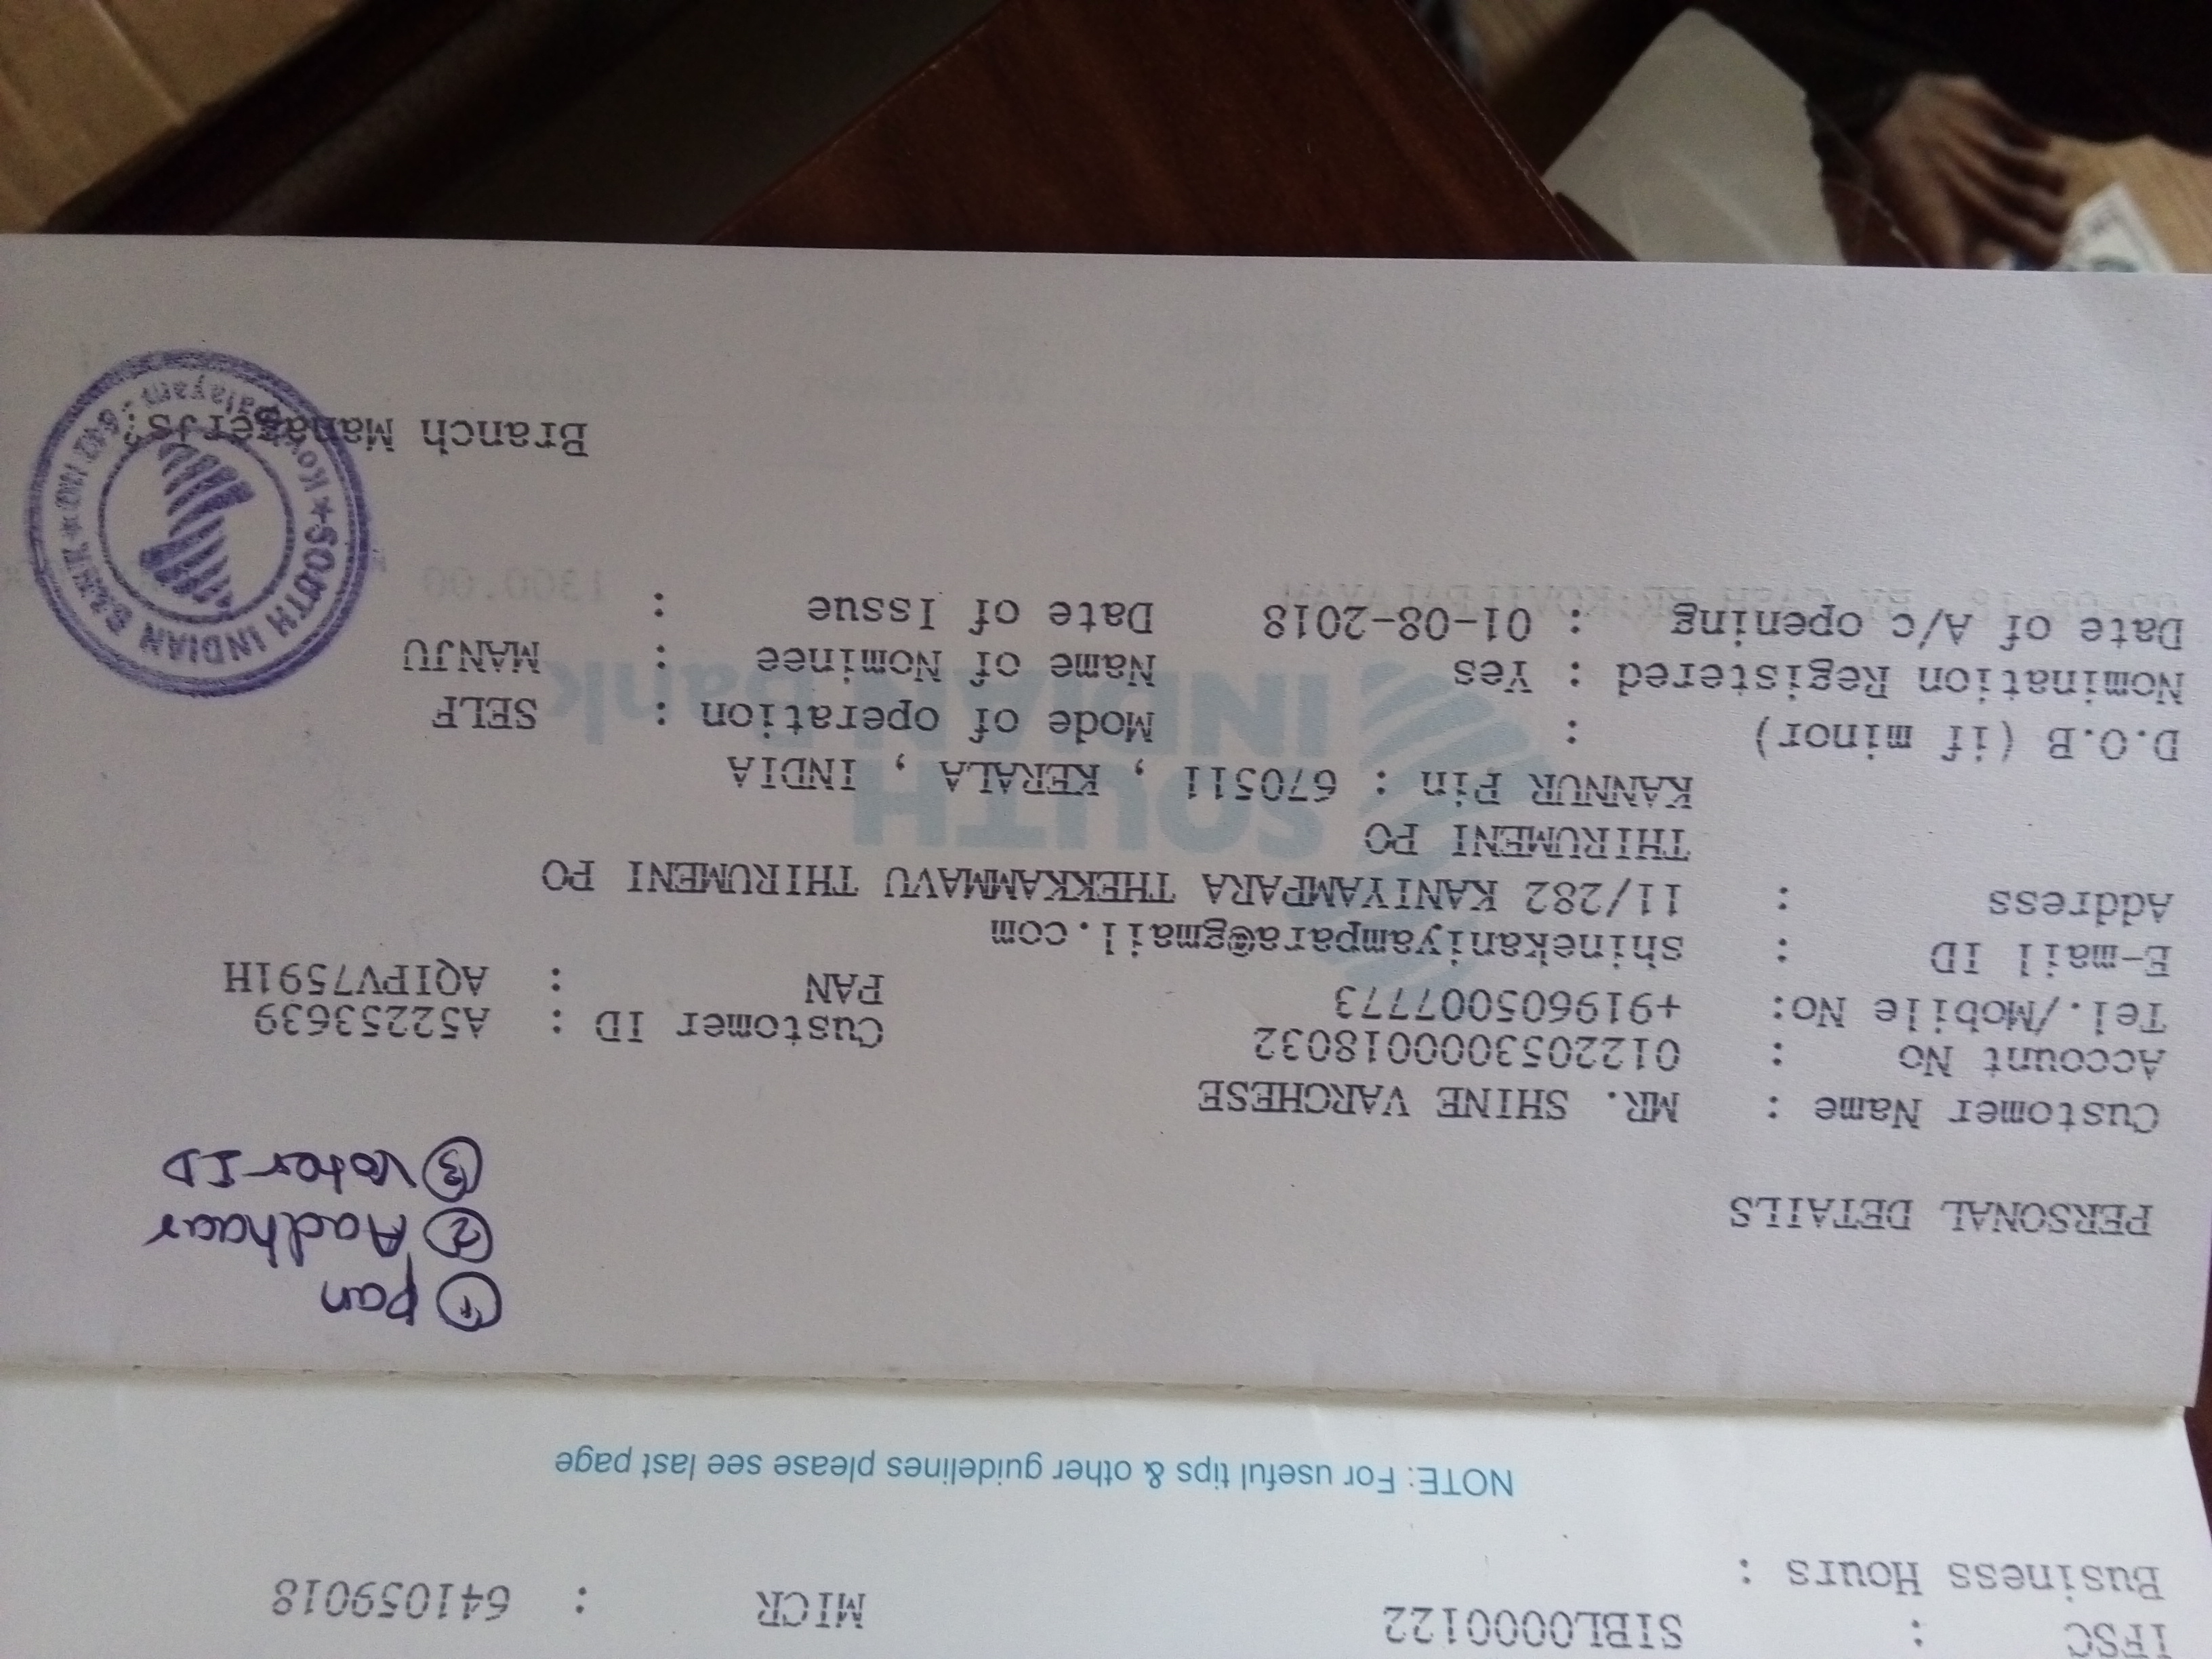 IFSC : SIBL0000122 MICR : 641059018
Business Hours :
NOTE: For useful tips & other guidelines please see last page
① Pan
② Aadhaar
③ Voter ID
PERSONAL DETAILS
Customer Name : MR. SHINE VARGHESE
Account No : 0122053000018032 Customer ID : A52253639
Tel./Mobile No: +919605007773 PAN : AQIPV7591H
E-mail ID : shinekaniyampara@gmail.com
Address : 11/282 KANIYAMPARA THEKKAMMAVU THIRUMENI PO
THIRUMENI PO
KANNUR Pin : 670511 , KERALA , INDIA
D.O.B (if minor) : Mode of operation : SELF
Nomination Registered : Yes Name of Nominee : MANJU
Date of A/c opening : 01-08-2018 Date of Issue :
SOUTH INDIAN Bank
Branch Manager
SOUTH INDIAN BANK